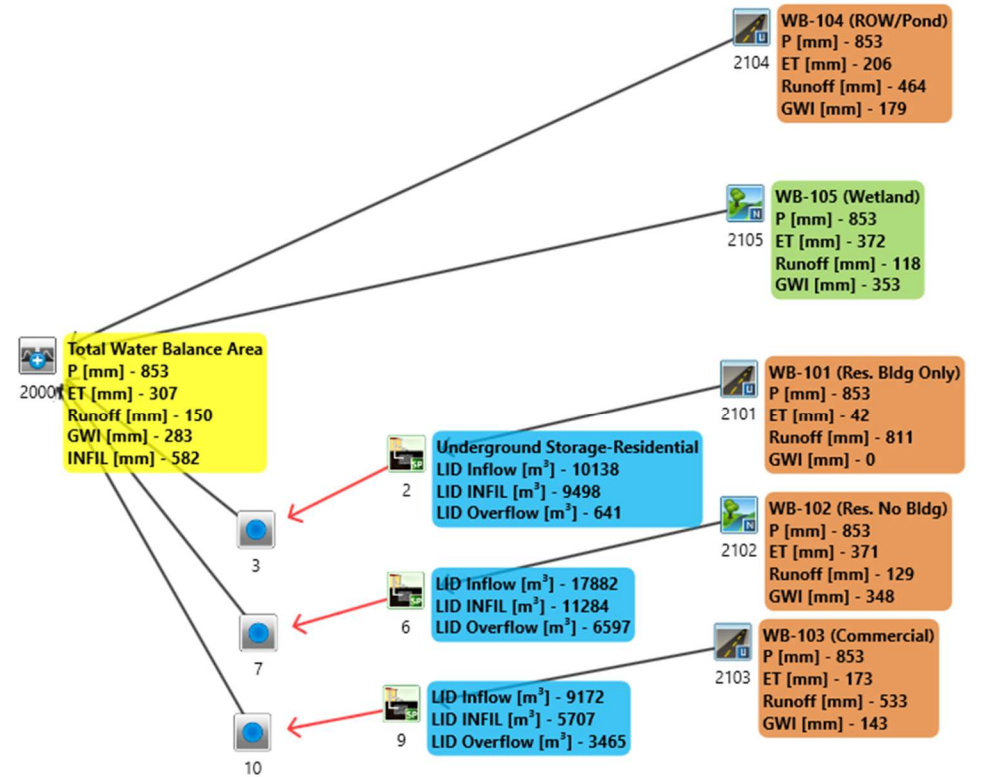 WB-104 (ROW/Pond)
P [mm] - 853
ET [mm] - 206
Runoff [mm] - 464
GWI [mm] - 179
2104
WB-105 (Wetland)
P [mm] - 853
ET [mm] - 372
Runoff [mm] - 118
GWI [mm] - 353
2105
Total Water Balance Area
P [mm] - 853
ET [mm] - 307
Runoff [mm] - 150
GWI [mm] - 283
INFIL [mm] - 582
2000
WB-101 (Res. Bldg Only)
P [mm] - 853
ET [mm] - 42
Runoff [mm] - 811
GWI [mm] - 0
2101
Underground Storage-Residential
LID Inflow [m³] - 10138
LID INFIL [m³] - 9498
LID Overflow [m³] - 641
2
3
WB-102 (Res. No Bldg)
P [mm] - 853
ET [mm] - 371
Runoff [mm] - 129
GWI [mm] - 348
2102
LID Inflow [m³] - 17882
LID INFIL [m³] - 11284
LID Overflow [m³] - 6597
6
7
WB-103 (Commercial)
P [mm] - 853
ET [mm] - 173
Runoff [mm] - 533
GWI [mm] - 143
2103
LID Inflow [m³] - 9172
LID INFIL [m³] - 5707
LID Overflow [m³] - 3465
9
10
U
N
U
SP
N
SP
U
SP